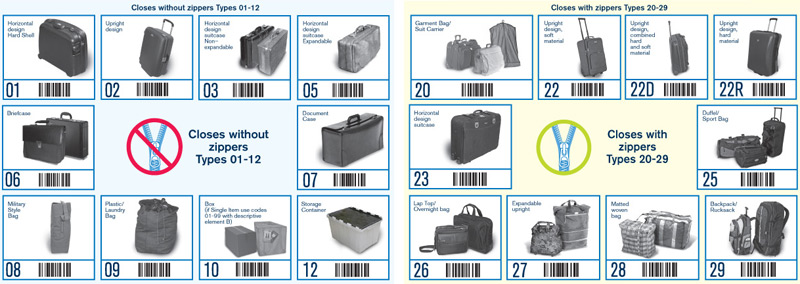 Closes without zippers Types 01-12
Horizontal
design
Hard Shell
01
Upright
design
02
Horizontal
design
suitcase
Non-
expandable
03
Horizontal
design
suitcase
Expandable
05
Briefcase
06
Closes without
zippers
Types 01-12
Document
Case
07
Military
Style
Bag
08
Plastic/
Laundry
Bag
09
Box
(if Single Item use codes
01-99 with descriptive
element B)
10
Storage
Container
12
Closes with zippers Types 20-29
Garment Bag/
Suit Carrier
20
Upright
design,
soft
material
22
Upright
design,
combined
hard
and soft
material
22D
Upright
design,
hard
material
22R
Horizontal
design
suitcase
23
Closes with
zippers
Types 20-29
Duffel/
Sport Bag
25
Lap Top/
Overnight bag
26
Expandable
upright
27
Matted
woven
bag
28
Backpack/
Rucksack
29